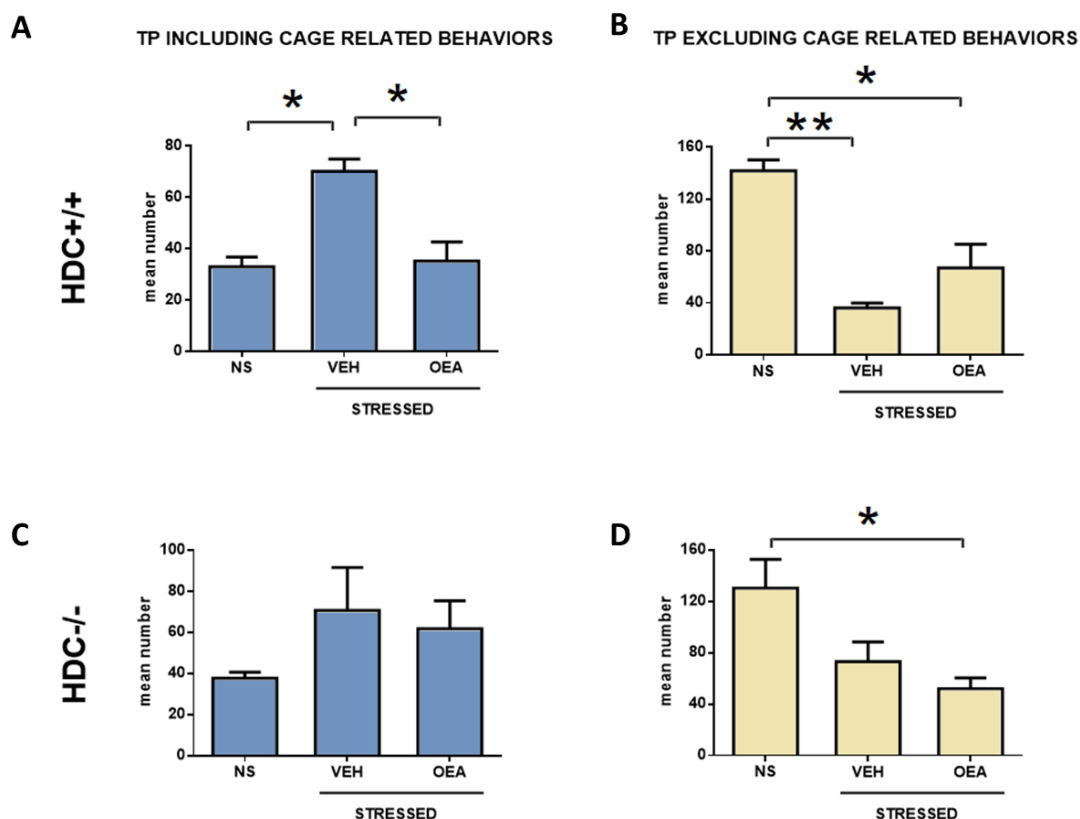 A
TP INCLUDING CAGE RELATED BEHAVIORS
B
TP EXCLUDING CAGE RELATED BEHAVIORS
HDC+/+
* *
mean number
80
60
40
20
0
NS VEH OEA
STRESSED
*
**
mean number
160
120
80
40
0
NS VEH OEA
STRESSED
C
D
HDC-/-
mean number
100
80
60
40
20
0
NS VEH OEA
STRESSED
*
mean number
160
120
80
40
0
NS VEH OEA
STRESSED